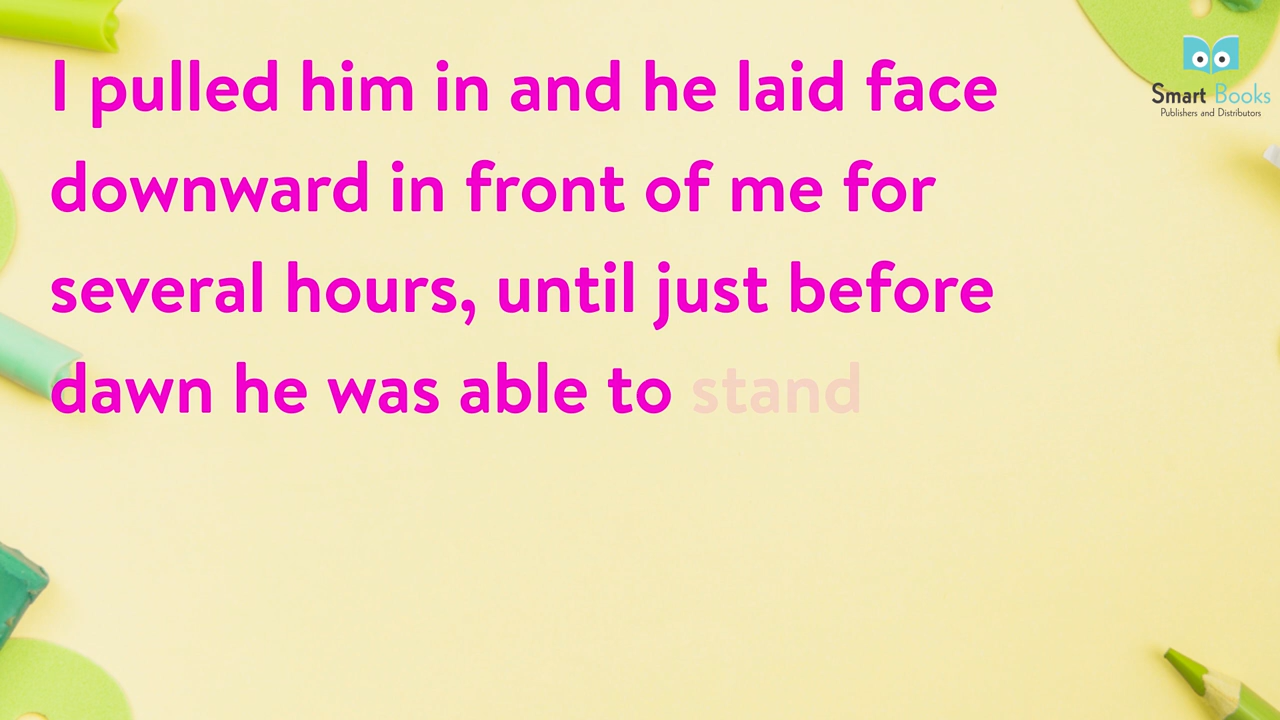 I pulled him in and he laid face
downward in front of me for
several hours, until just before
dawn he was able to stand
Smart Books
Publishers and Distributors